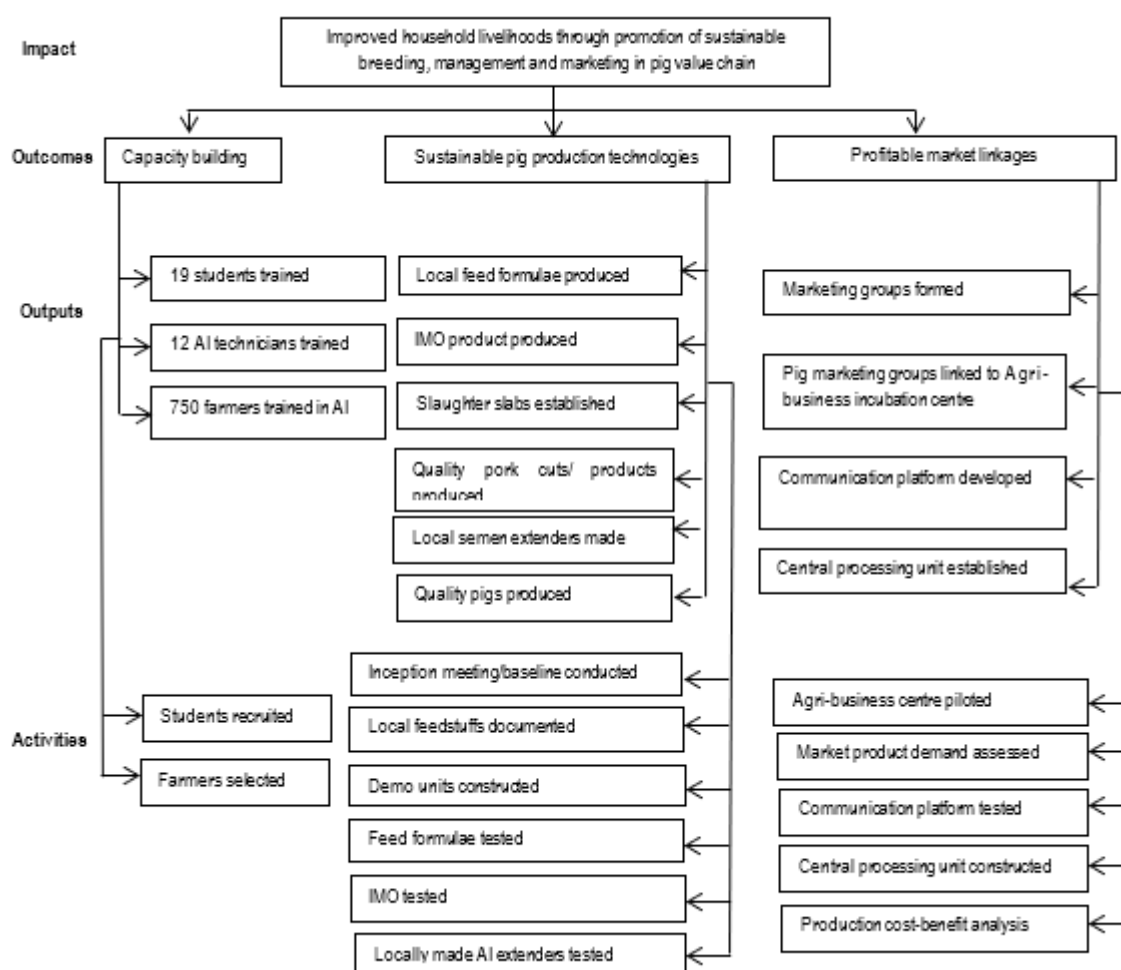 Impact
Improved household livelihoods through promotion of sustainable
breeding, management and marketing in pig value chain
Outcomes
Capacity building
Sustainable pig production technologies
Profitable market linkages
Outputs
19 students trained
12 AI technicians trained
750 farmers trained in AI
Local feed formulae produced
IMO product produced
Slaughter slabs established
Quality pork cuts/ products
produced
Local semen extenders made
Quality pigs produced
Marketing groups formed
Pig marketing groups linked to Agri-
business incubation centre
Communication platform developed
Central processing unit established
Activities
Students recruited
Farmers selected
Inception meeting/baseline conducted
Local feedstuffs documented
Demo units constructed
Feed formulae tested
IMO tested
Locally made AI extenders tested
Agri-business centre piloted
Market product demand assessed
Communication platform tested
Central processing unit constructed
Production cost-benefit analysis